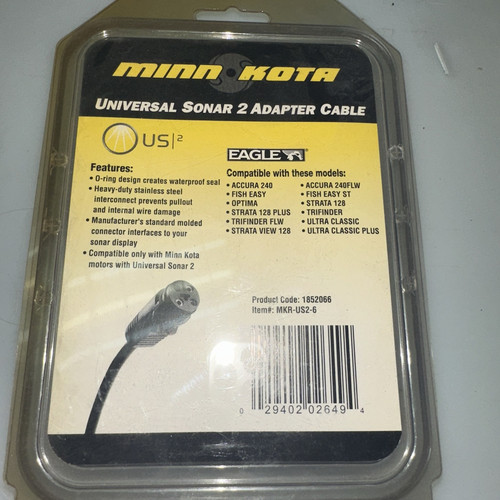 MINN KOTA
UNIVERSAL SONAR 2 ADAPTER CABLE
US|2
Features:
• O-ring design creates waterproof seal
• Heavy-duty stainless steel
interconnect prevents pullout
and internal wire damage
• Manufacturer's standard molded
connector interfaces to your
sonar display
• Compatible only with Minn Kota
motors with Universal Sonar 2
EAGLE
Compatible with these models:
• ACCURA 240
• FISH EASY
• OPTIMA
• STRATA 128 PLUS
• TRIFINDER FLW
• STRATA VIEW 128
• ACCURA 240FLW
• FISH EASY ST
• STRATA 128
• TRIFINDER
• ULTRA CLASSIC
• ULTRA CLASSIC PLUS
Product Code: 1852066
Item#: MKR-US2-6
0 29402 02649 4